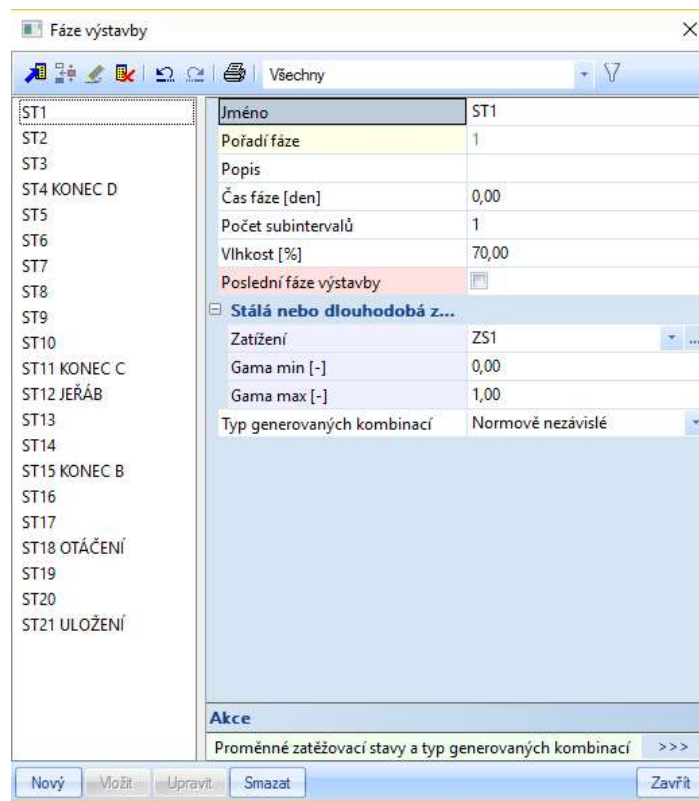 Fáze výstavby
Všechny
ST1
ST2
ST3
ST4 KONEC D
ST5
ST6
ST7
ST8
ST9
ST10
ST11 KONEC C
ST12 JEŘÁB
ST13
ST14
ST15 KONEC B
ST16
ST17
ST18 OTÁČENÍ
ST19
ST20
ST21 ULOŽENÍ
Jméno ST1
Pořadí fáze 1
Popis
Čas fáze [den] 0,00
Počet subintervalů 1
Vlhkost [%] 70,00
Poslední fáze výstavby
Stálá nebo dlouhodobá z...
Zatížení ZS1 ...
Gama min [-] 0,00
Gama max [-] 1,00
Typ generovaných kombinací Normově nezávislé
Akce
Proměnné zatěžovací stavy a typ generovaných kombinací >>>
Nový Vložit Upravit Smazat Zavřít